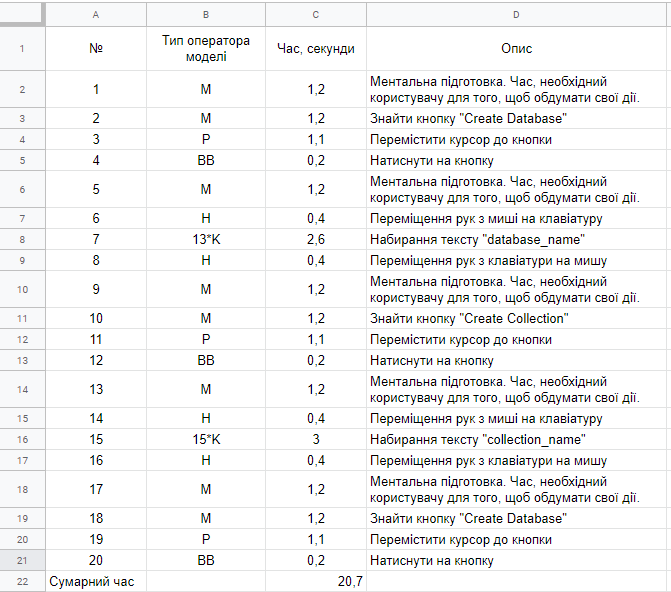 A B C D
1 № Тип оператора моделі Час, секунди Опис
2 1 M 1,2 Ментальна підготовка. Час, необхідний
користувачу для того, щоб обдумати свої дії.
3 2 M 1,2 Знайти кнопку "Create Database"
4 3 P 1,1 Перемістити курсор до кнопки
5 4 BB 0,2 Натиснути на кнопку
6 5 M 1,2 Ментальна підготовка. Час, необхідний
користувачу для того, щоб обдумати свої дії.
7 6 H 0,4 Переміщення рук з миші на клавіатуру
8 7 13*K 2,6 Набирання тексту "database_name"
9 8 H 0,4 Переміщення рук з клавіатури на мишу
10 9 M 1,2 Ментальна підготовка. Час, необхідний
користувачу для того, щоб обдумати свої дії.
11 10 M 1,2 Знайти кнопку "Create Collection"
12 11 P 1,1 Перемістити курсор до кнопки
13 12 BB 0,2 Натиснути на кнопку
14 13 M 1,2 Ментальна підготовка. Час, необхідний
користувачу для того, щоб обдумати свої дії.
15 14 H 0,4 Переміщення рук з миші на клавіатуру
16 15 15*K 3 Набирання тексту "collection_name"
17 16 H 0,4 Переміщення рук з клавіатури на мишу
18 17 M 1,2 Ментальна підготовка. Час, необхідний
користувачу для того, щоб обдумати свої дії.
19 18 M 1,2 Знайти кнопку "Create Database"
20 19 P 1,1 Перемістити курсор до кнопки
21 20 BB 0,2 Натиснути на кнопку
22 Сумарний час 20,7